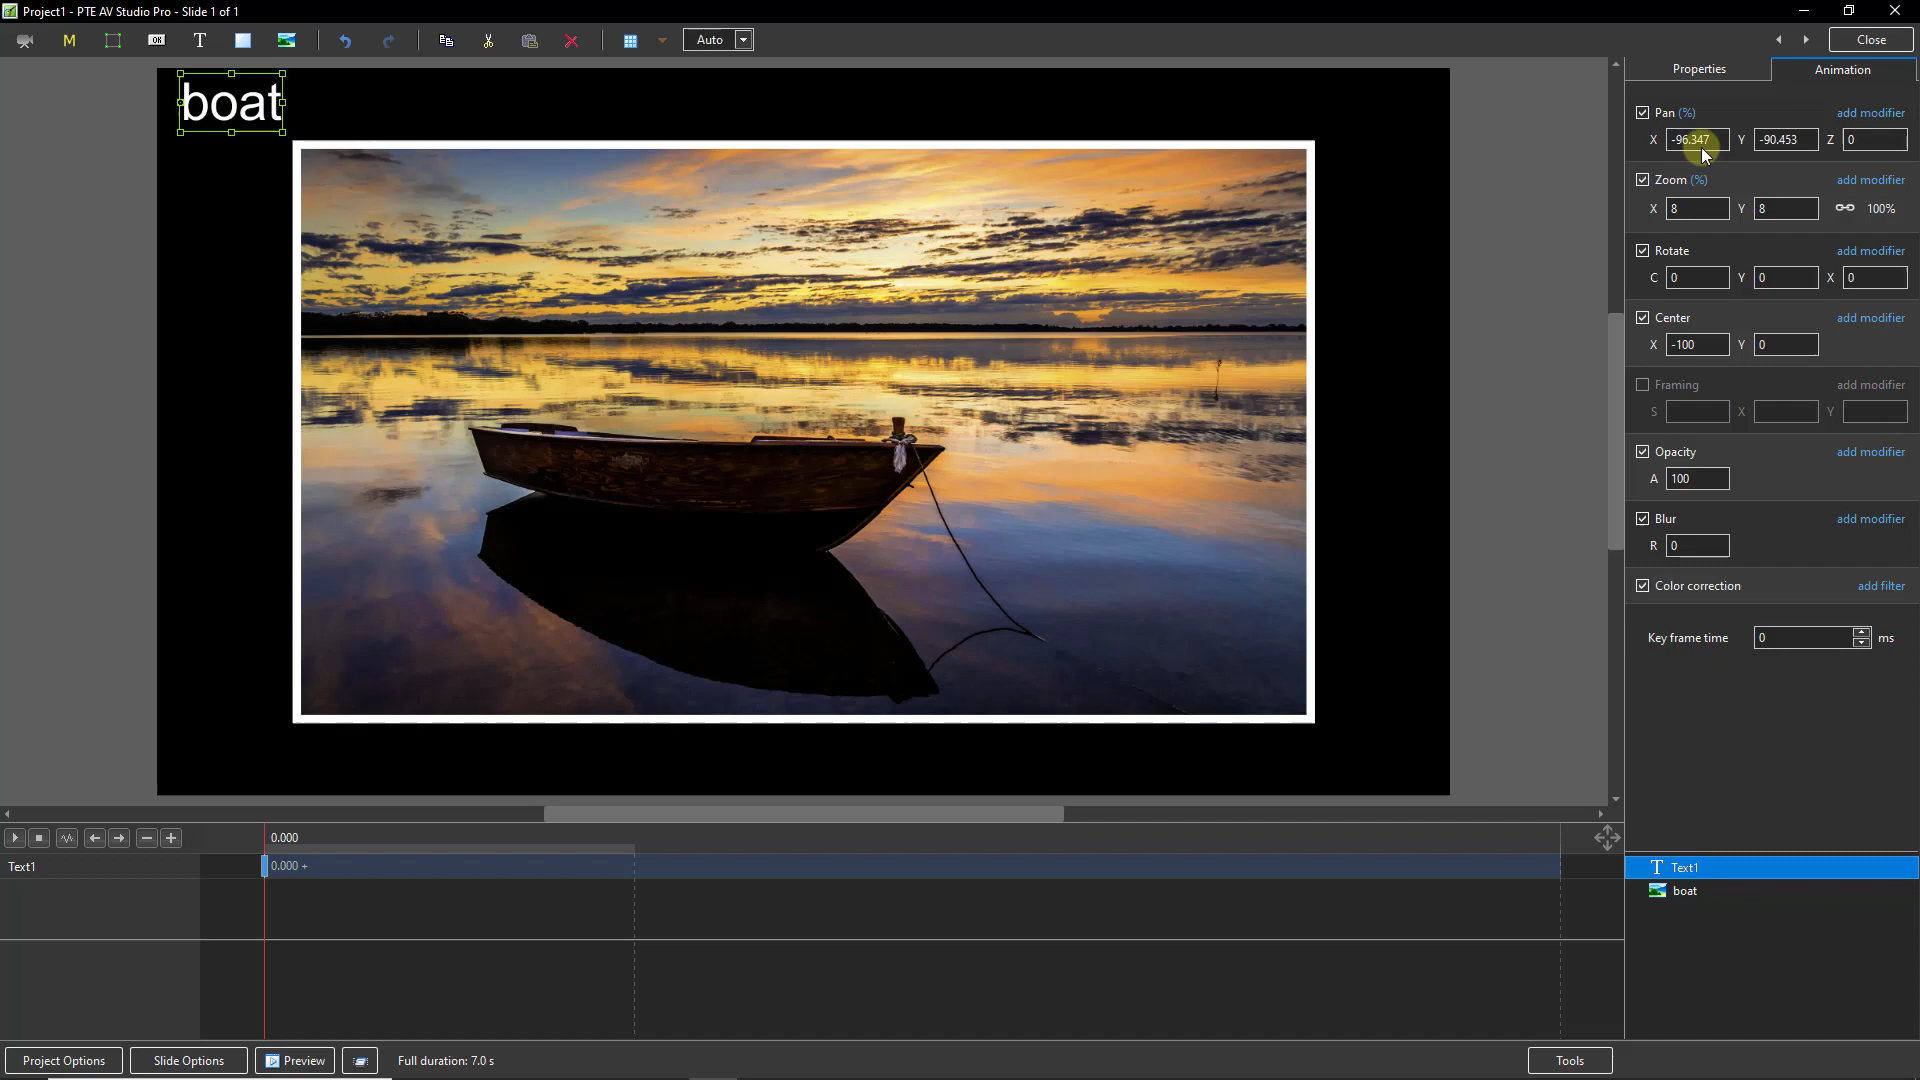 Project1 - PTE AV Studio Pro - Slide 1 of 1
M OK T Auto Close
boat
Properties Animation
Pan (%) add modifier
X -96.347 Y -90.453 Z 0
Zoom (%) add modifier
X 8 Y 8 100%
Rotate add modifier
C 0 Y 0 X 0
Center add modifier
X -100 Y 0
Framing add modifier
S X Y
Opacity add modifier
A 100
Blur add modifier
R 0
Color correction add filter
Key frame time 0 ms
0.000
Text1 0.000 +
T Text1
boat
Project Options Slide Options Preview Full duration: 7.0 s Tools